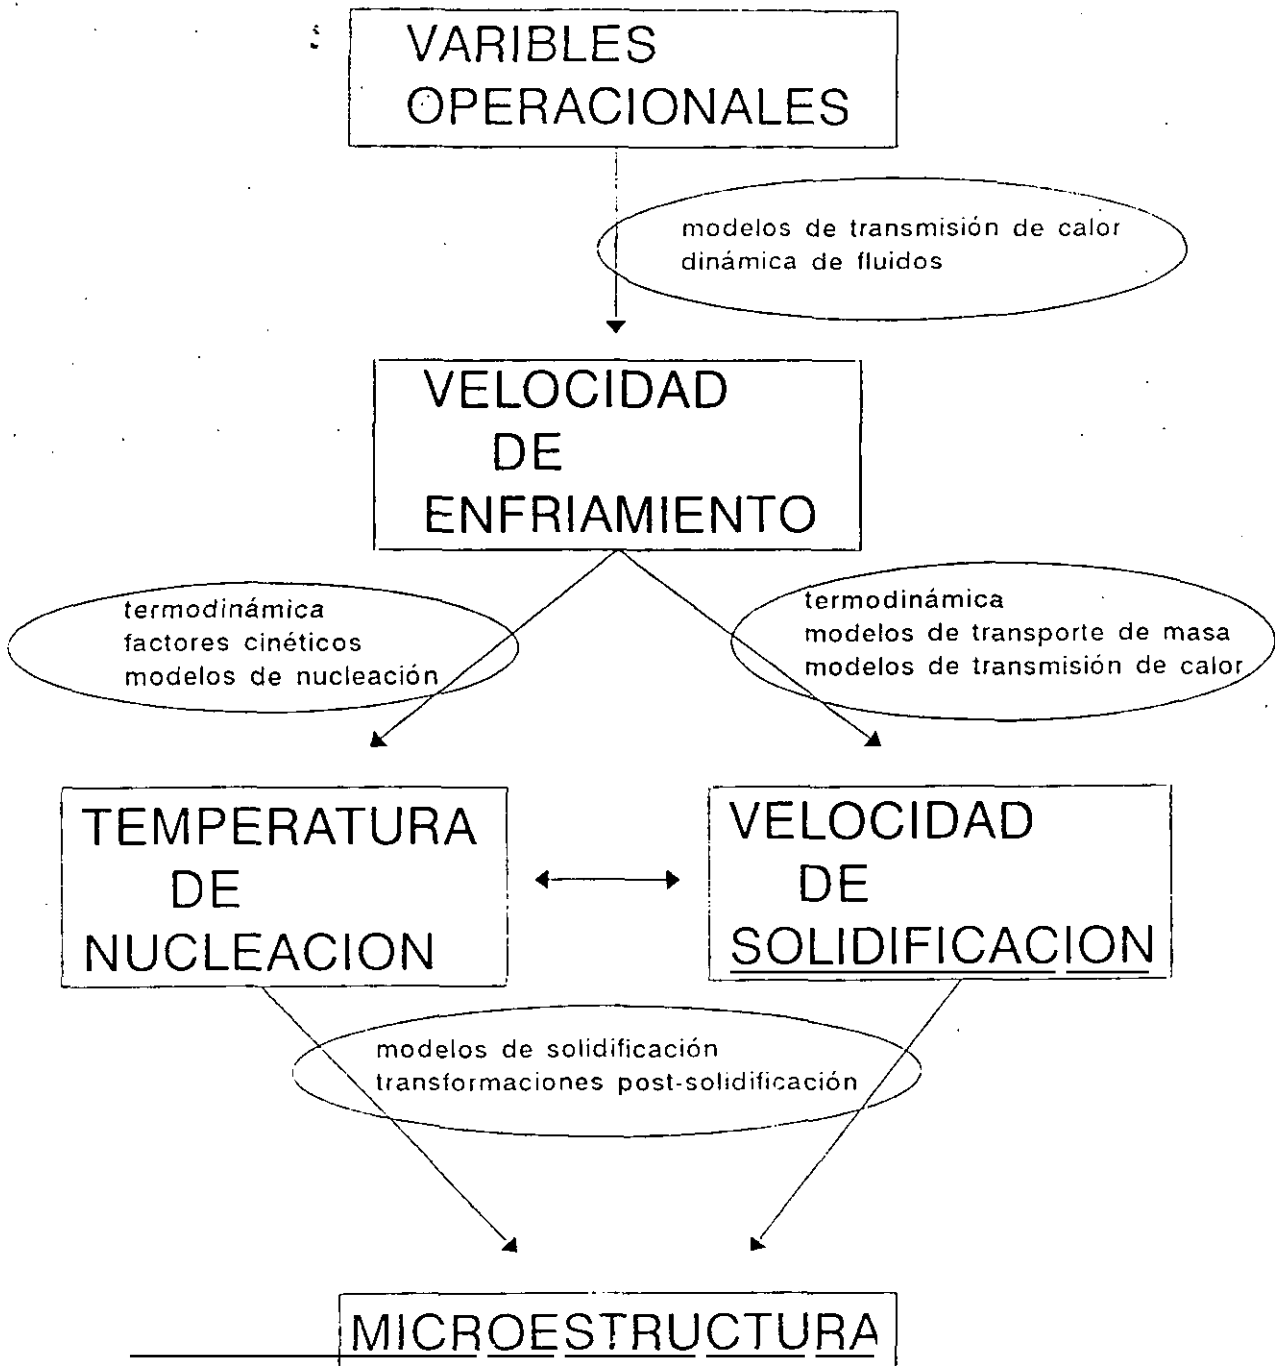 VARIBLES
OPERACIONALES
modelos de transmisión de calor
dinámica de fluidos
VELOCIDAD
DE
ENFRIAMIENTO
termodinámica
factores cinéticos
modelos de nucleación
termodinámica
modelos de transporte de masa
modelos de transmisión de calor
TEMPERATURA
DE
NUCLEACION
VELOCIDAD
DE
SOLIDIFICACION
modelos de solidificación
transformaciones post-solidificación
MICROESTRUCTURA